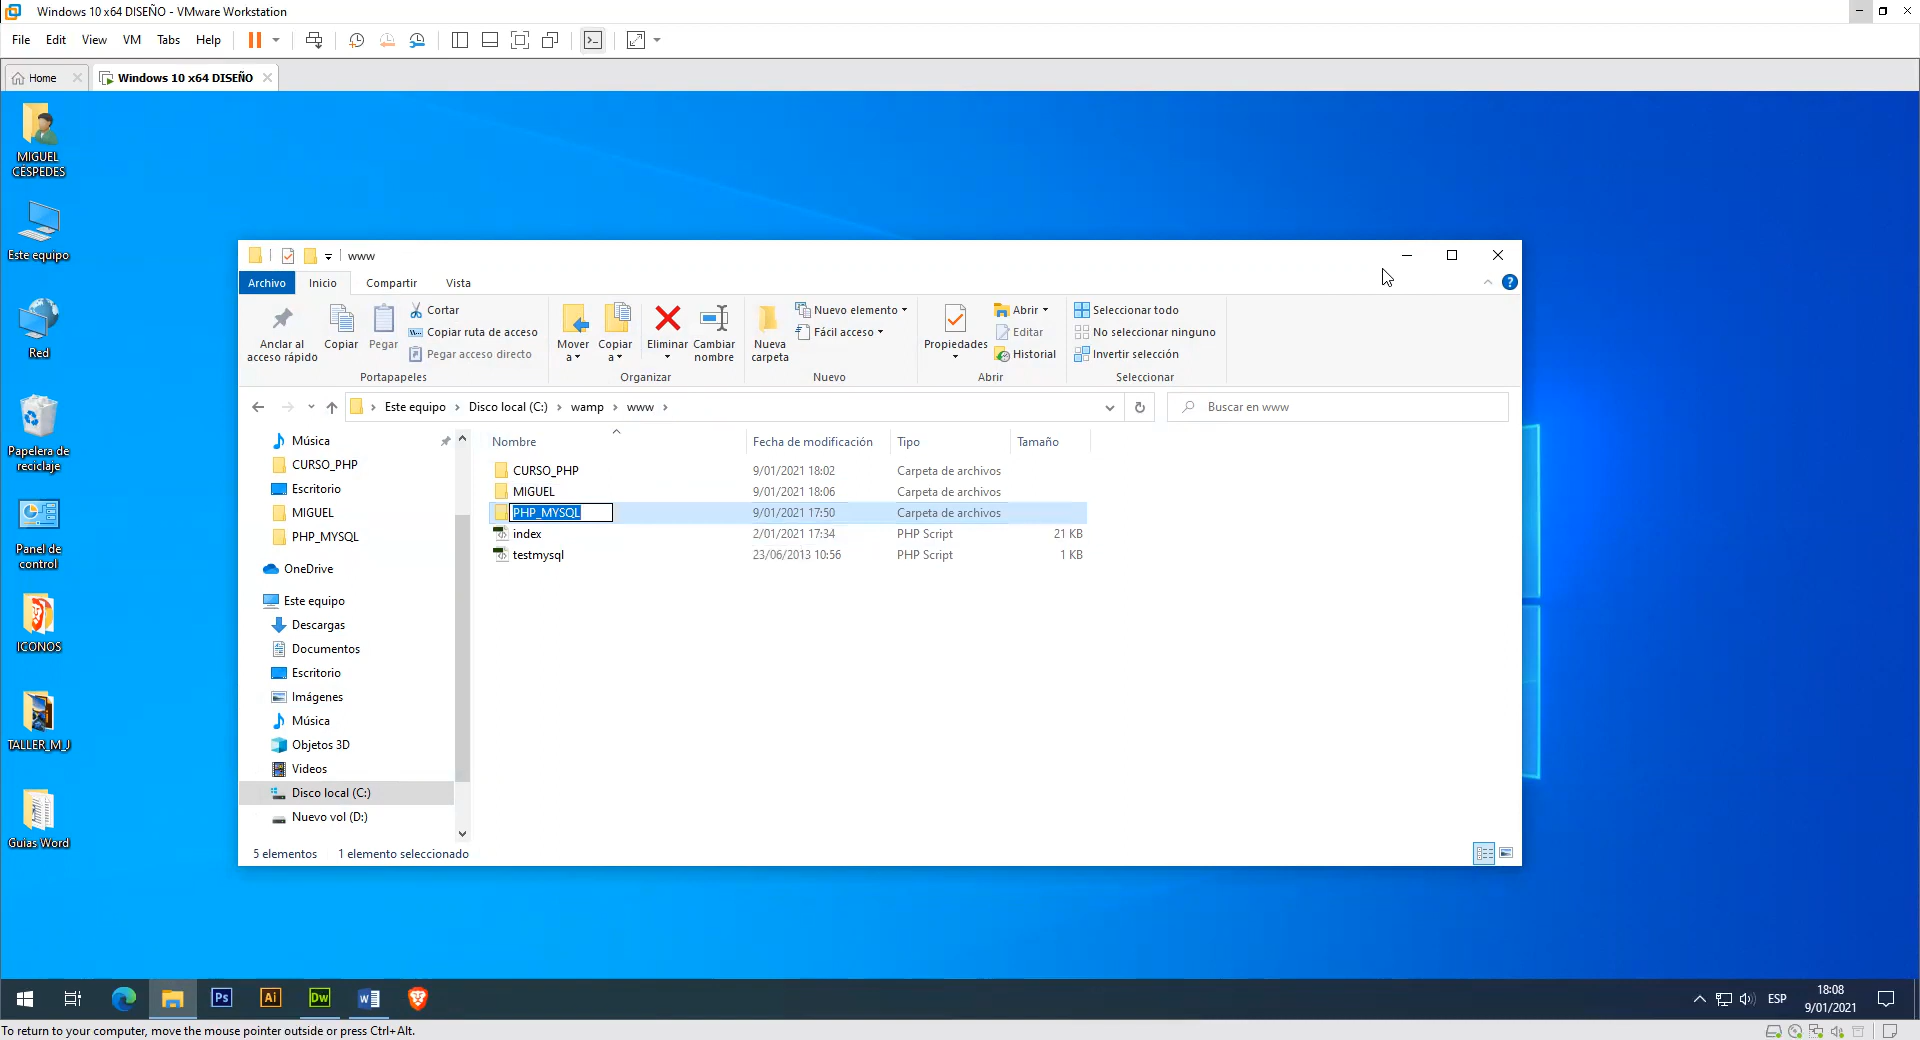 Windows 10 x64 DISEÑO - VMware Workstation
File Edit View VM Tabs Help
Home Windows 10 x64 DISEÑO
MIGUEL
CESPEDES
Este equipo
Red
Papelera de
reciclaje
Panel de
control
ICONOS
TALLER_M_J
Guias Word
www
Archivo Inicio Compartir Vista
Anclar al
acceso rápido
Copiar
Pegar
Cortar
Copiar ruta de acceso
Pegar acceso directo
Portapapeles
Mover
a
Copiar
a
Eliminar
Cambiar
nombre
Organizar
Nueva
carpeta
Nuevo elemento
Fácil acceso
Nuevo
Propiedades
Abrir
Editar
Historial
Abrir
Seleccionar todo
No seleccionar ninguno
Invertir selección
Seleccionar
Este equipo Disco local (C:) wamp www
Buscar en www
Música
CURSO_PHP
Escritorio
MIGUEL
PHP_MYSQL
OneDrive
Este equipo
Descargas
Documentos
Escritorio
Imágenes
Música
Objetos 3D
Videos
Disco local (C:)
Nuevo vol (D:)
Nombre Fecha de modificación Tipo Tamaño
CURSO_PHP 9/01/2021 18:02 Carpeta de archivos
MIGUEL 9/01/2021 18:06 Carpeta de archivos
PHP_MYSQL 9/01/2021 17:50 Carpeta de archivos
index 2/01/2021 17:34 PHP Script 21 KB
testmysql 23/06/2013 10:56 PHP Script 1 KB
5 elementos 1 elemento seleccionado
Ps Ai Dw W
ESP
18:08
9/01/2021
To return to your computer, move the mouse pointer outside or press Ctrl+Alt.